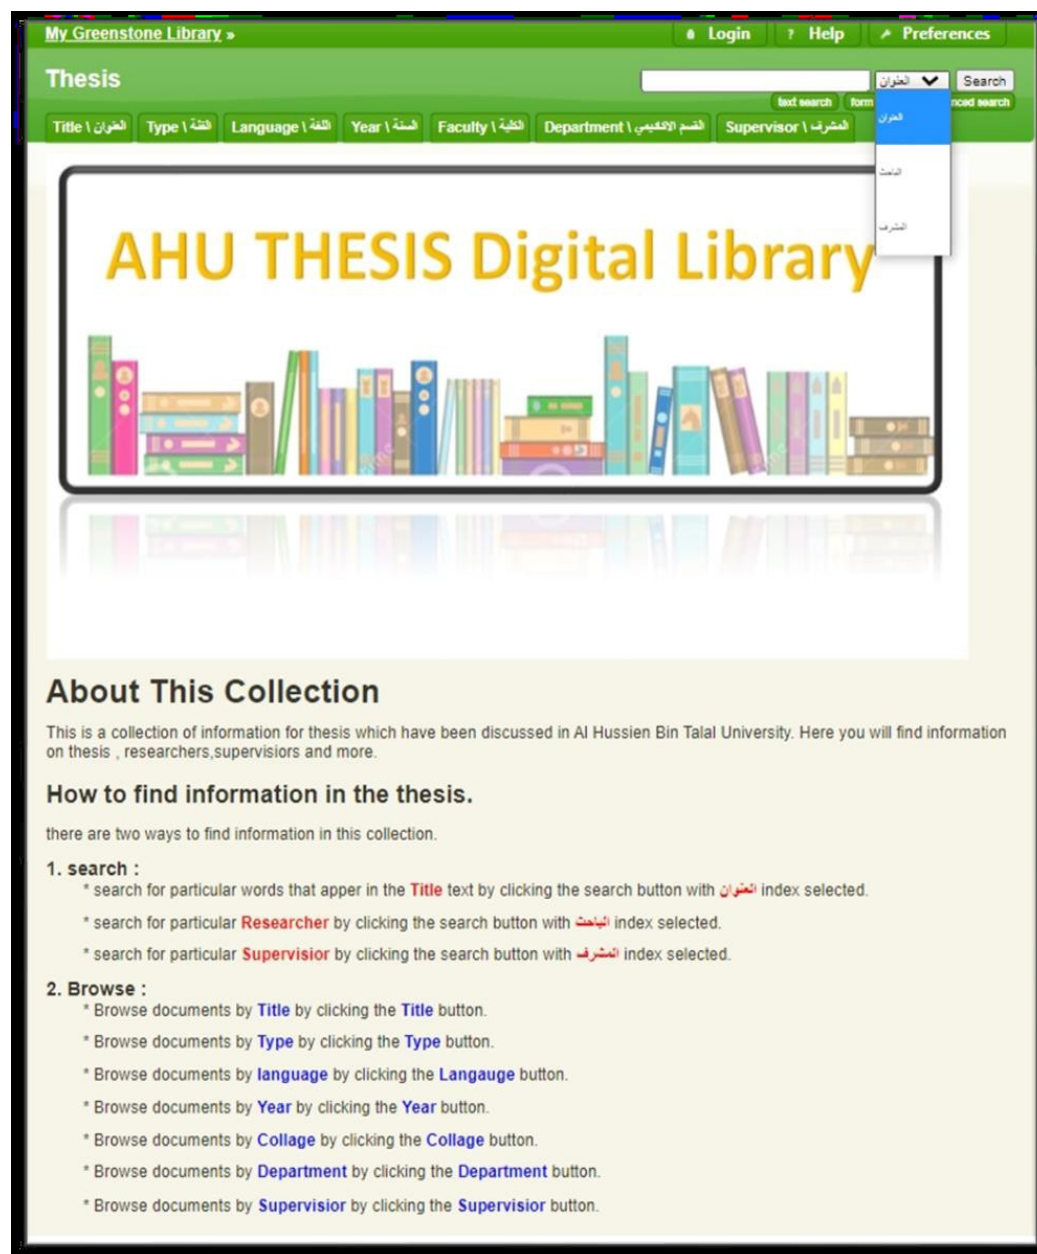 My Greenstone Library »
Login ? Help Preferences
Thesis
العنوان Search
text search form nced search
Title \ العنوان Type \ الفئة Language \ اللغة Year \ السنة Faculty \ الكلية Department \ القسم الاكاديمي Supervisor \ المشرف
العنوان
الباحث
المشرف
AHU THESIS Digital Library
About This Collection
This is a collection of information for thesis which have been discussed in Al Hussien Bin Talal University. Here you will find information
on thesis , researchers,supervisiors and more.
How to find information in the thesis.
there are two ways to find information in this collection.
1. search :
* search for particular words that apper in the Title text by clicking the search button with العنوان index selected.
* search for particular Researcher by clicking the search button with الباحث index selected.
* search for particular Supervisior by clicking the search button with المشرف index selected.
2. Browse :
* Browse documents by Title by clicking the Title button.
* Browse documents by Type by clicking the Type button.
* Browse documents by language by clicking the Langauge button.
* Browse documents by Year by clicking the Year button.
* Browse documents by Collage by clicking the Collage button.
* Browse documents by Department by clicking the Department button.
* Browse documents by Supervisior by clicking the Supervisior button.